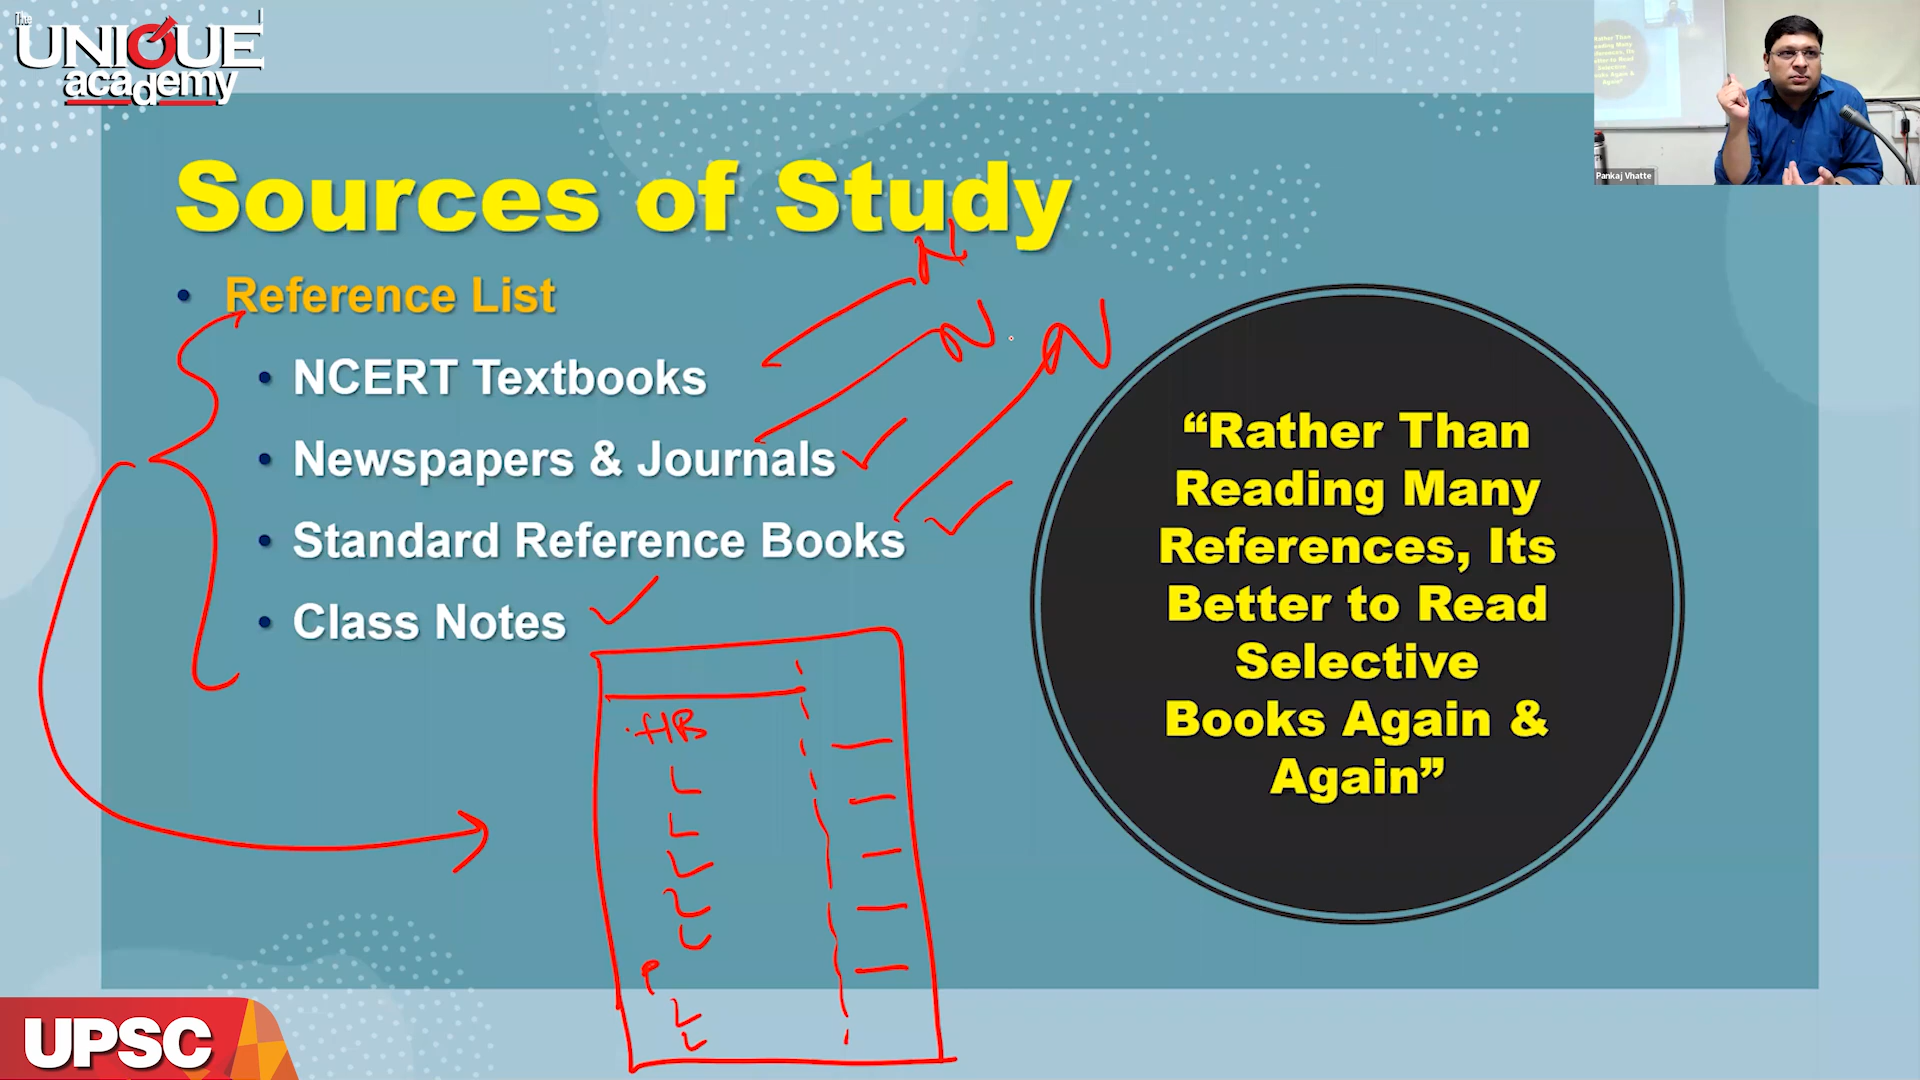 The
UNIQUE
academy
Pankaj Vhatte
Sources of Study
• Reference List
• NCERT Textbooks
• Newspapers & Journals
• Standard Reference Books
• Class Notes
N
N
N
HB
L
L
L
L
L
P
L
L
“Rather Than
Reading Many
References, Its
Better to Read
Selective
Books Again &
Again”
UPSC